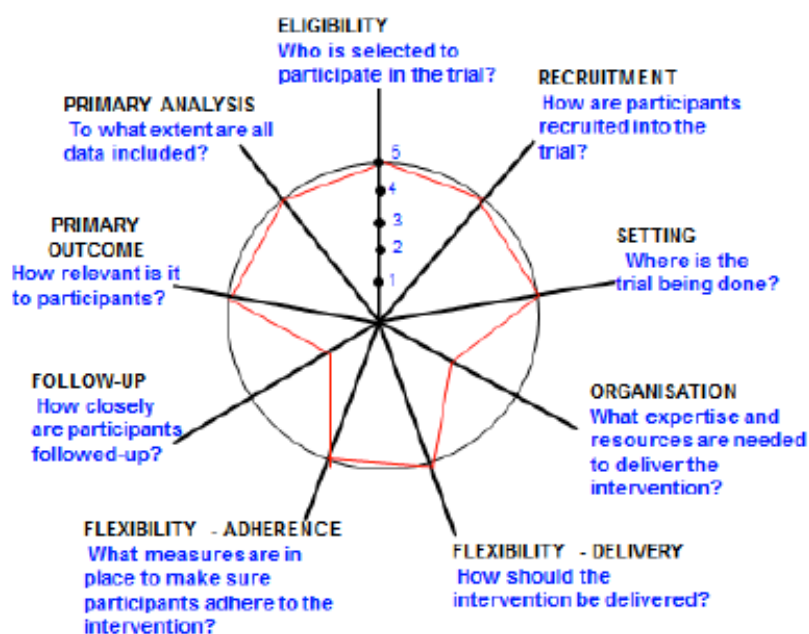 ELIGIBILITY
Who is selected to
participate in the trial?
RECRUITMENT
How are participants
recruited into the
trial?
SETTING
Where is the
trial being done?
ORGANISATION
What expertise and
resources are needed
to deliver the
intervention?
FLEXIBILITY - DELIVERY
How should the
intervention be delivered?
FLEXIBILITY - ADHERENCE
What measures are in
place to make sure
participants adhere to the
intervention?
FOLLOW-UP
How closely
are participants
followed-up?
PRIMARY
OUTCOME
How relevant is it
to participants?
PRIMARY ANALYSIS
To what extent are all
data included?
5
4
3
2
1